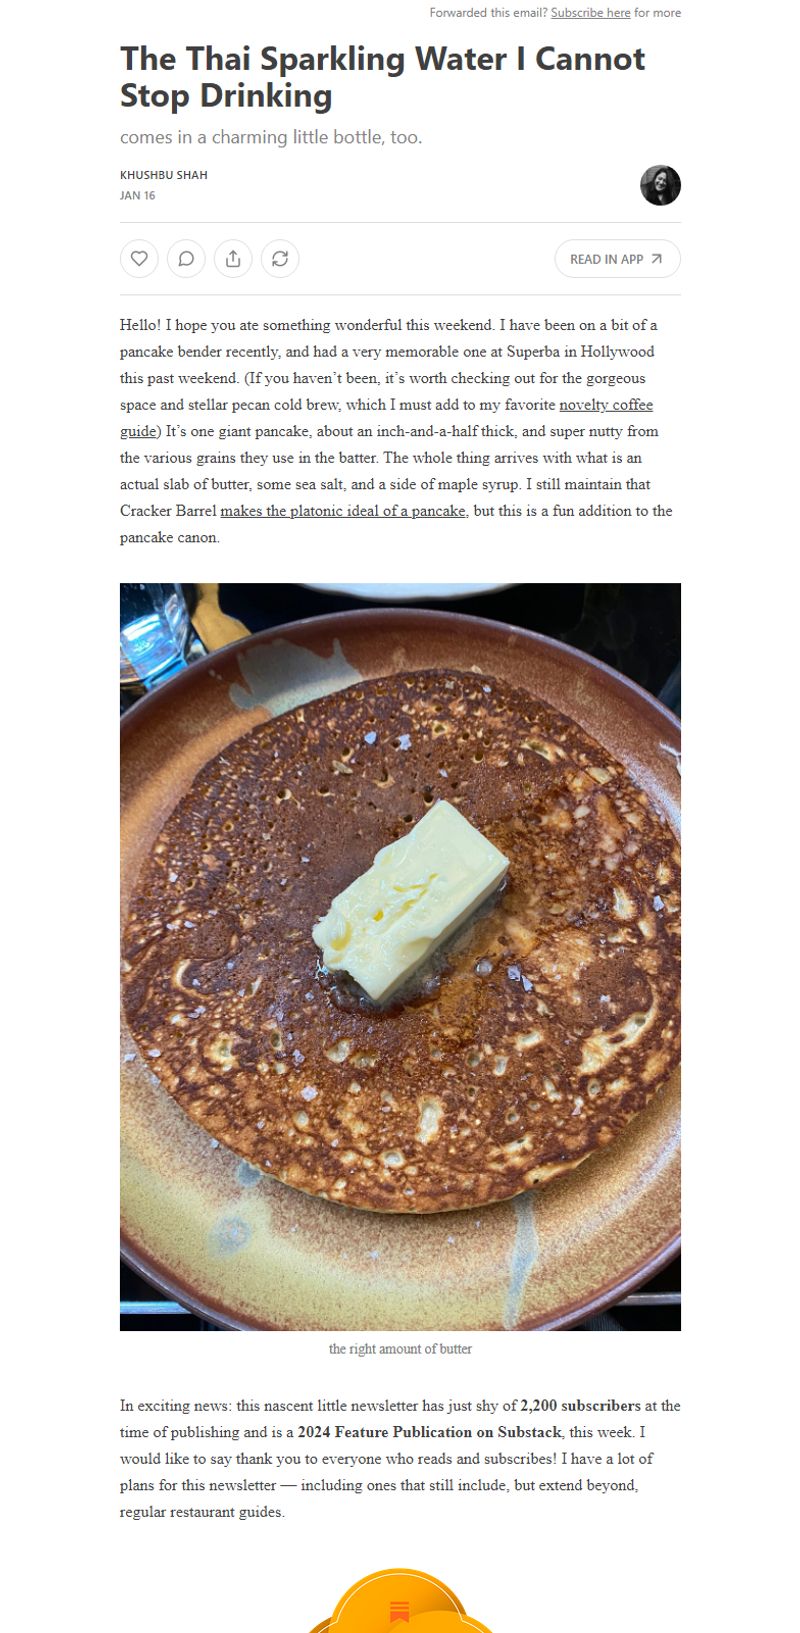 Forwarded this email? Subscribe here for more
The Thai Sparkling Water I Cannot
Stop Drinking
comes in a charming little bottle, too.
KHUSHBU SHAH
JAN 16
READ IN APP
Hello! I hope you ate something wonderful this weekend. I have been on a bit of a
pancake bender recently, and had a very memorable one at Superba in Hollywood
this past weekend. (If you haven’t been, it’s worth checking out for the gorgeous
space and stellar pecan cold brew, which I must add to my favorite novelty coffee
guide) It’s one giant pancake, about an inch-and-a-half thick, and super nutty from
the various grains they use in the batter. The whole thing arrives with what is an
actual slab of butter, some sea salt, and a side of maple syrup. I still maintain that
Cracker Barrel makes the platonic ideal of a pancake, but this is a fun addition to the
pancake canon.
the right amount of butter
In exciting news: this nascent little newsletter has just shy of 2,200 subscribers at the
time of publishing and is a 2024 Feature Publication on Substack, this week. I
would like to say thank you to everyone who reads and subscribes! I have a lot of
plans for this newsletter — including ones that still include, but extend beyond,
regular restaurant guides.